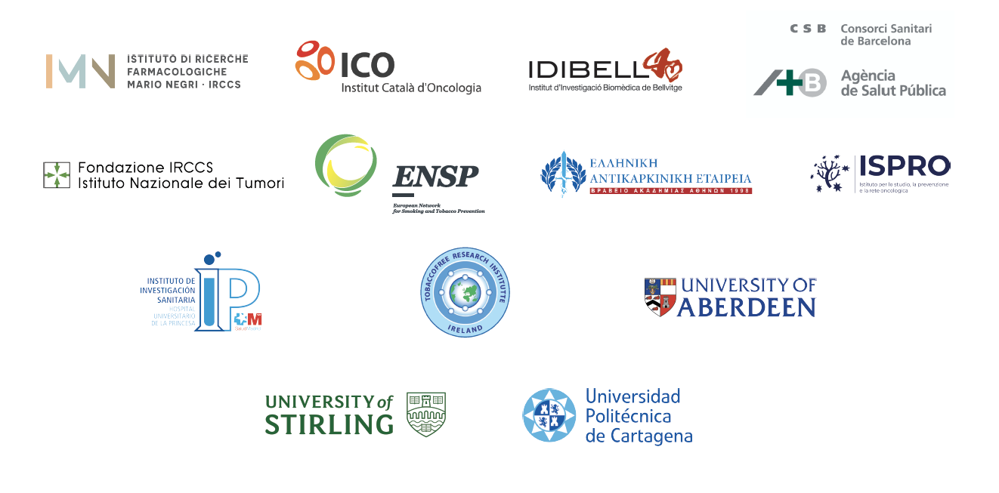 IMN
ISTITUTO DI RICERCHE
FARMACOLOGICHE
MARIO NEGRI · IRCCS
ICO
Institut Català d'Oncologia
IDIBELL
Institut d'Investigació Biomèdica de Bellvitge
CSB Consorci Sanitari
de Barcelona
B
Agència
de Salut Pública
Fondazione IRCCS
Istituto Nazionale dei Tumori
ENSP
European Network
for Smoking and Tobacco Prevention
ΕΛΛΗΝΙΚΗ
ΑΝΤΙΚΑΡΚΙΝΙΚΗ ΕΤΑΙΡΕΙΑ
ΒΡΑΒΕΙΟ ΑΚΑΔΗΜΙΑΣ ΑΘΗΝΩΝ 1998
ISPRO
Istituto per lo studio, la prevenzione
e la rete oncologica
INSTITUTO DE
INVESTIGACIÓN
SANITARIA
HOSPITAL
UNIVERSITARIO
DE LA PRINCESA
iP
M
SaludMadrid
TOBACCOFREE RESEARCH INSTITUTTE
IRELAND
UNIVERSITY OF
ABERDEEN
UNIVERSITY of
STIRLING
Universidad
Politécnica
de Cartagena